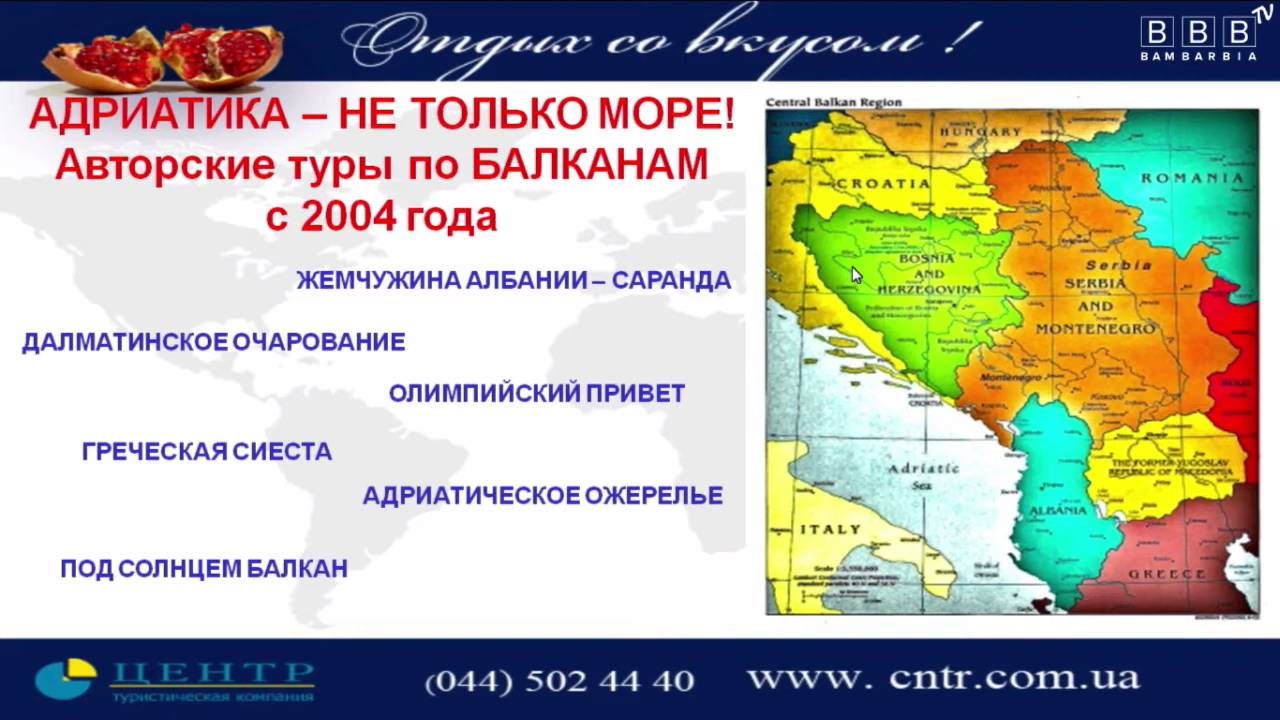 Отдых со вкусом !
BBB TV
BAMBARBIA
АДРИАТИКА – НЕ ТОЛЬКО МОРЕ!
Авторские туры по БАЛКАНАМ
с 2004 года
ЖЕМЧУЖИНА АЛБАНИИ – САРАНДА
ДАЛМАТИНСКОЕ ОЧАРОВАНИЕ
ОЛИМПИЙСКИЙ ПРИВЕТ
ГРЕЧЕСКАЯ СИЕСТА
АДРИАТИЧЕСКОЕ ОЖЕРЕЛЬЕ
ПОД СОЛНЦЕМ БАЛКАН
Central Balkan Region
HUNGARY
CROATIA
ROMANIA
BOSNIA
AND
HERZEGOVINA
Serbia
SERBIA
AND
MONTENEGRO
Montenegro
Kosovo
CROATIA
THE FORMER YUGOSLAV
REPUBLIC OF MACEDONIA
Adriatic
Sea
ALBANIA
ITALY
GREECE
ЦЕНТР
туристическая компания
(044) 502 44 40
www. cntr.com.ua